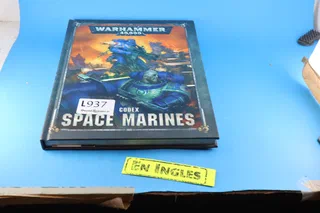 WARHAMMER
40,000
L937
CODEX
SPACE MARINES
EN INGLES